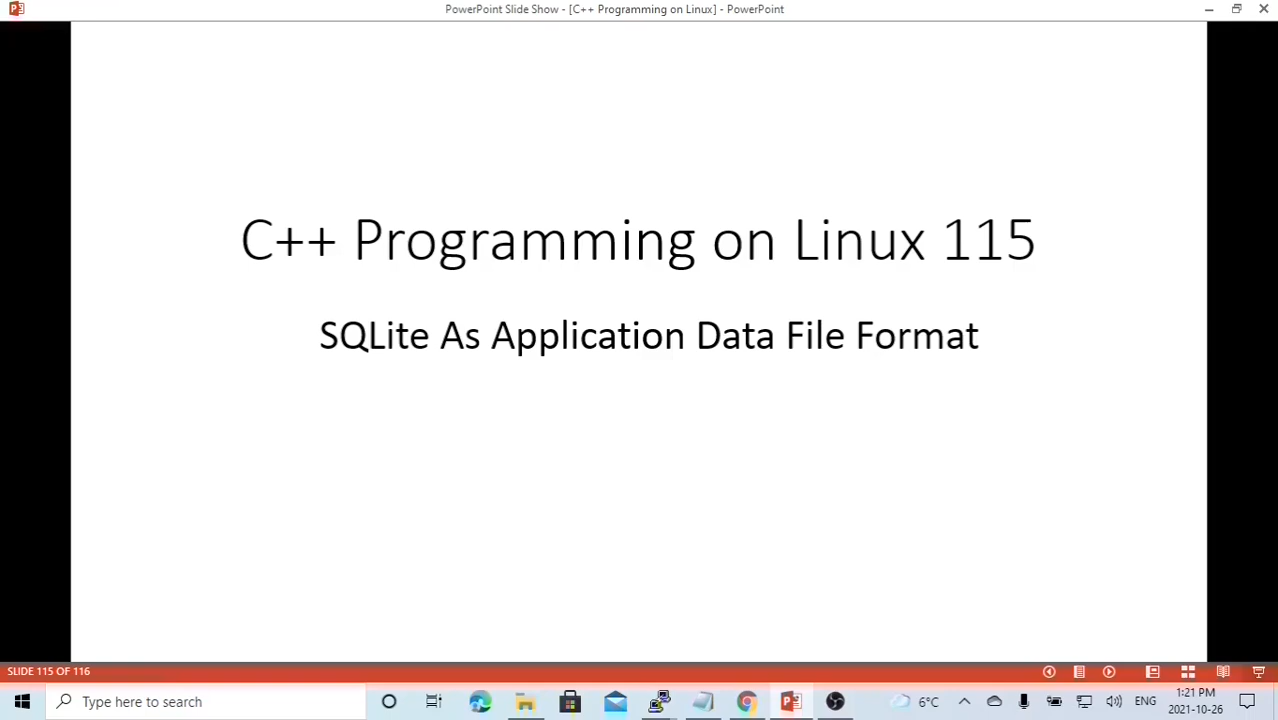 PowerPoint Slide Show - [C++ Programming on Linux] - PowerPoint
C++ Programming on Linux 115
SQLite As Application Data File Format
SLIDE 115 OF 116
Type here to search
6°C
ENG
1:21 PM
2021-10-26